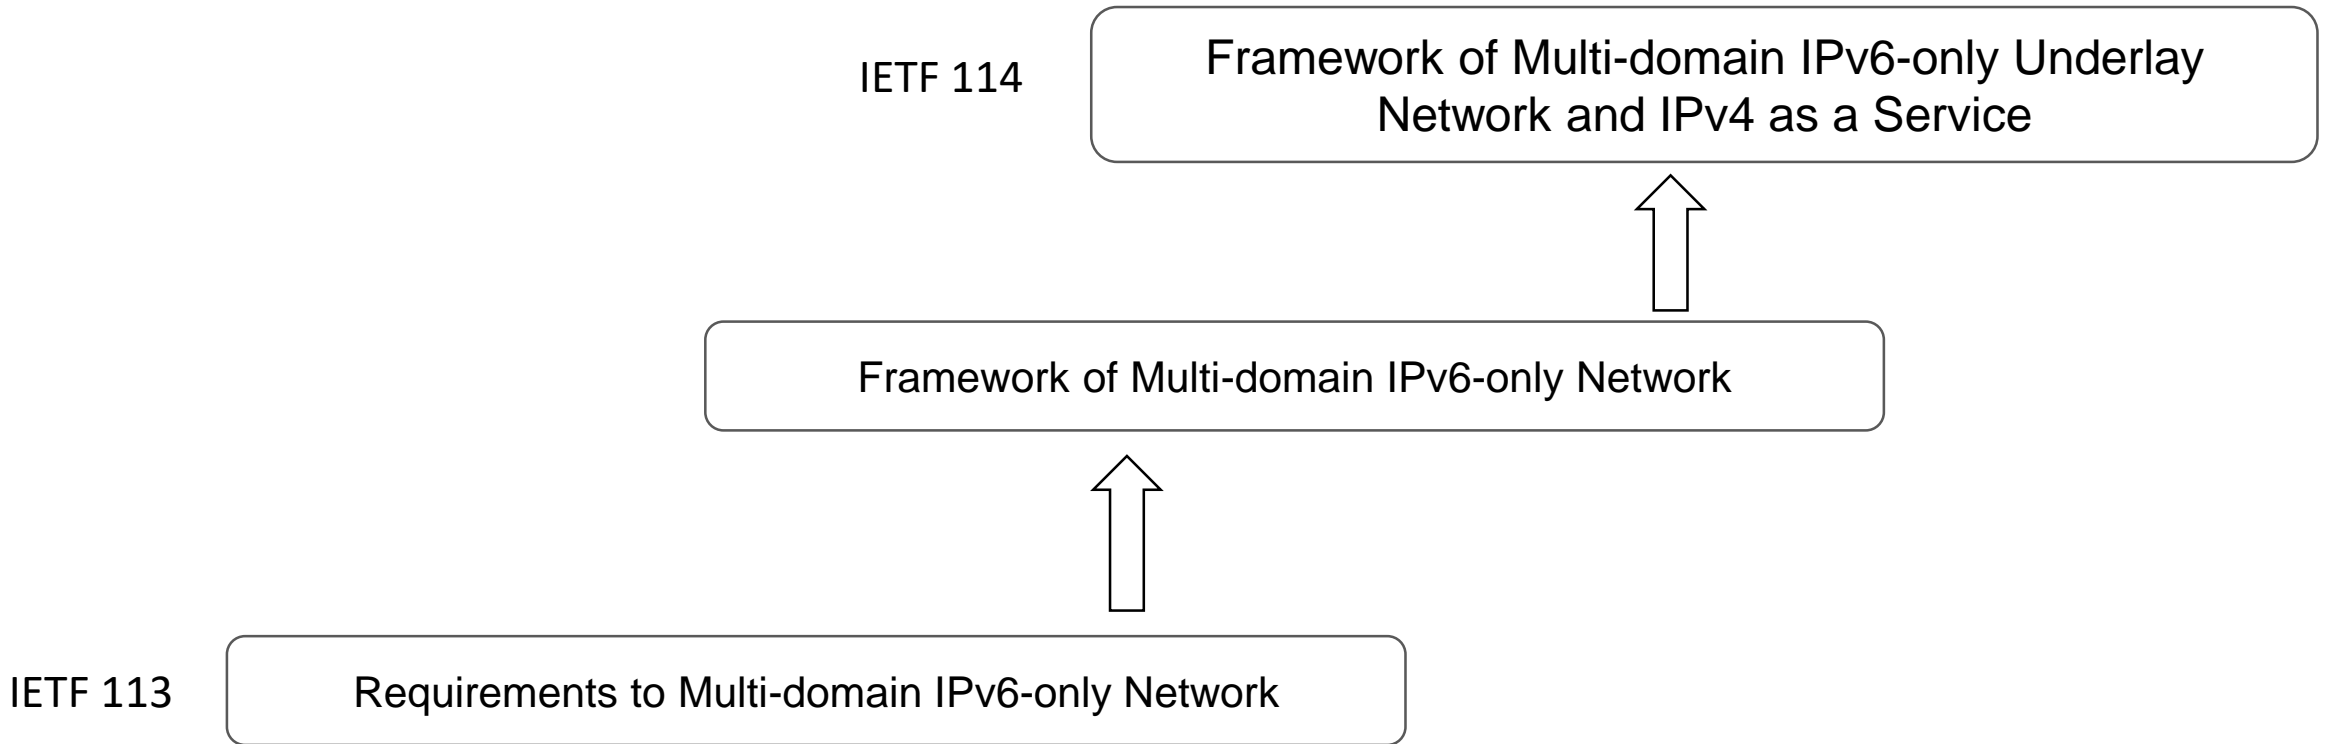 IETF 114
Framework of Multi-domain IPv6-only Underlay
Network and IPv4 as a Service
Framework of Multi-domain IPv6-only Network
IETF 113
Requirements to Multi-domain IPv6-only Network